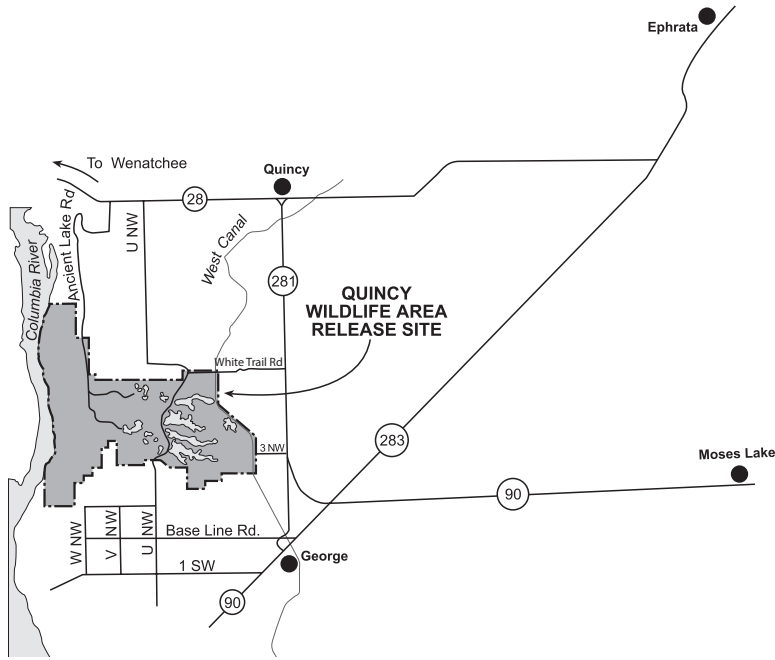 Ephrata
To Wenatchee
Quincy
28
Ancient Lake Rd
U NW
West Canal
Columbia River
281
QUINCY
WILDLIFE AREA
RELEASE SITE
White Trail Rd
283
3 NW
Moses Lake
90
W NW
V NW
U NW
Base Line Rd.
George
1 SW
90